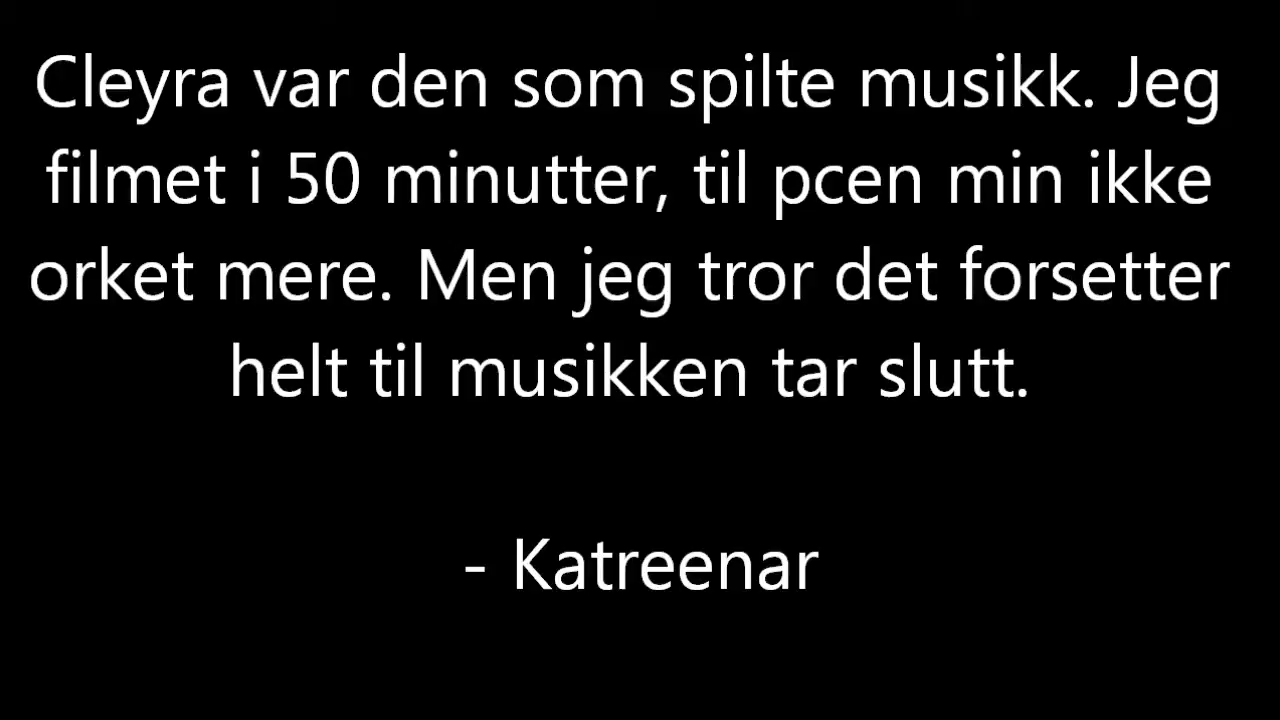 Cleyra var den som spilte musikk. Jeg
filmet i 50 minutter, til pcen min ikke
orket mere. Men jeg tror det forsetter
helt til musikken tar slutt.
- Katreenar